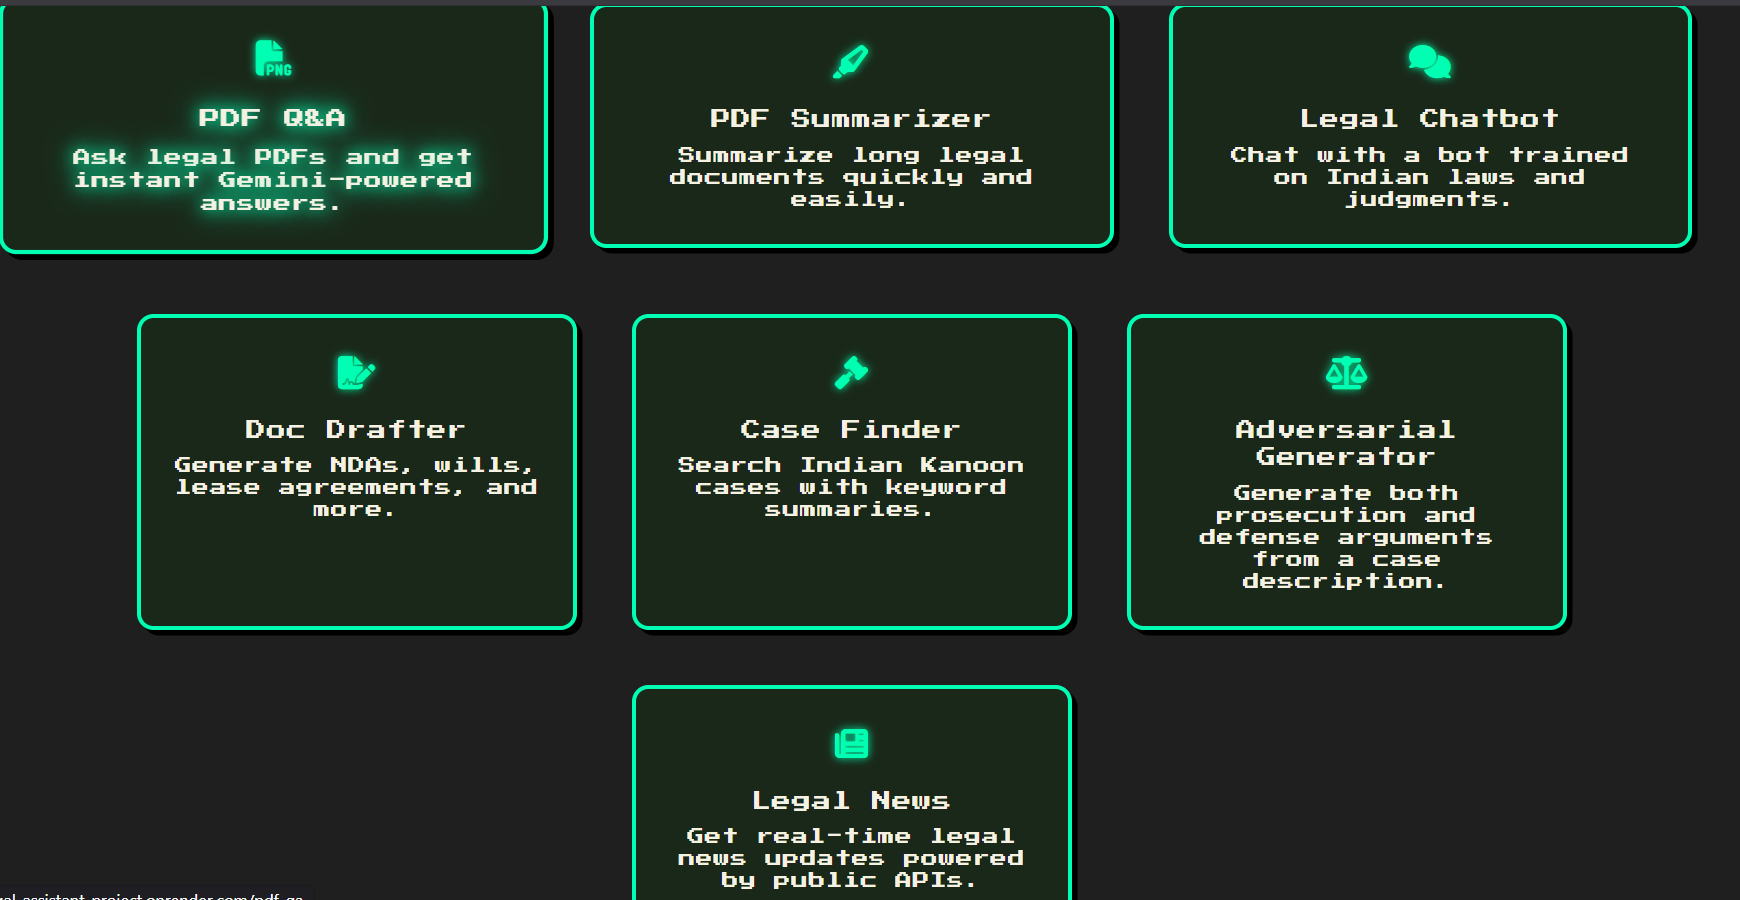 PNG
PDF Q&A
Ask legal PDFs and get
instant Gemini-powered
answers.
PDF Summarizer
Summarize long legal
documents quickly and
easily.
Legal Chatbot
Chat with a bot trained
on Indian laws and
judgments.
Doc Drafter
Generate NDAs, wills,
lease agreements, and
more.
Case Finder
Search Indian Kanoon
cases with keyword
summaries.
Adversarial
Generator
Generate both
prosecution and
defense arguments
from a case
description.
Legal News
Get real-time legal
news updates powered
by public APIs.
al-assistant-project.onrender.com/pdf-qa